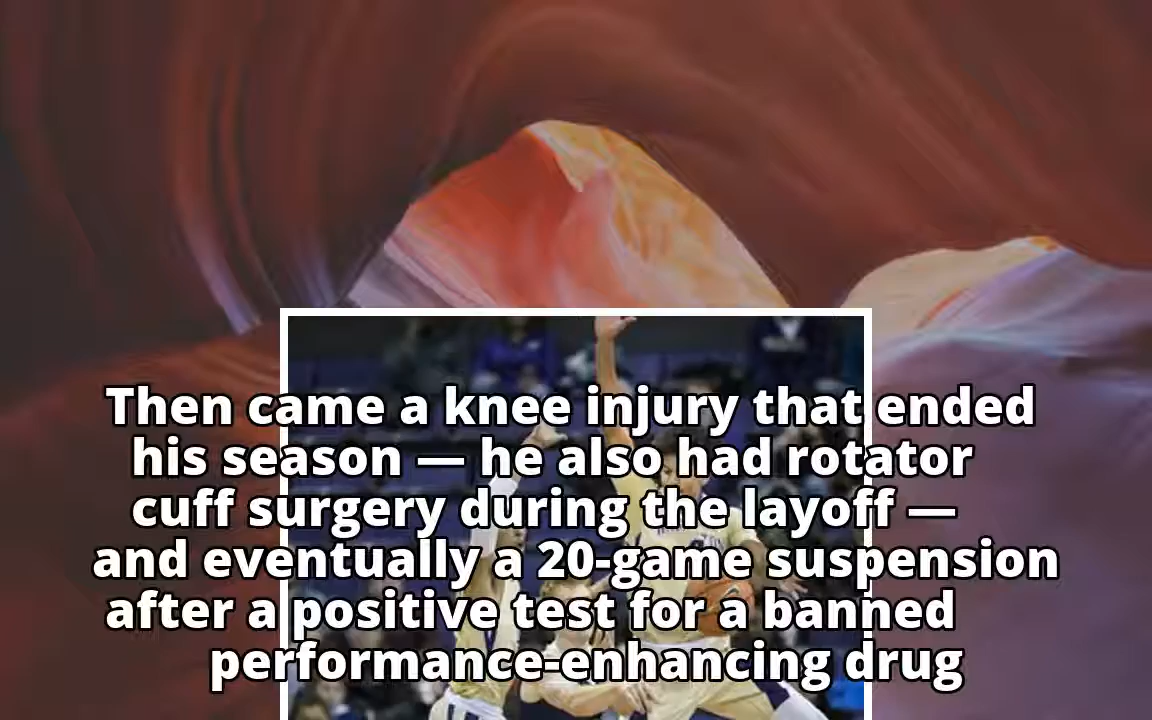 Then came a knee injury that ended
his season — he also had rotator
cuff surgery during the layoff —
and eventually a 20-game suspension
after a positive test for a banned
performance-enhancing drug